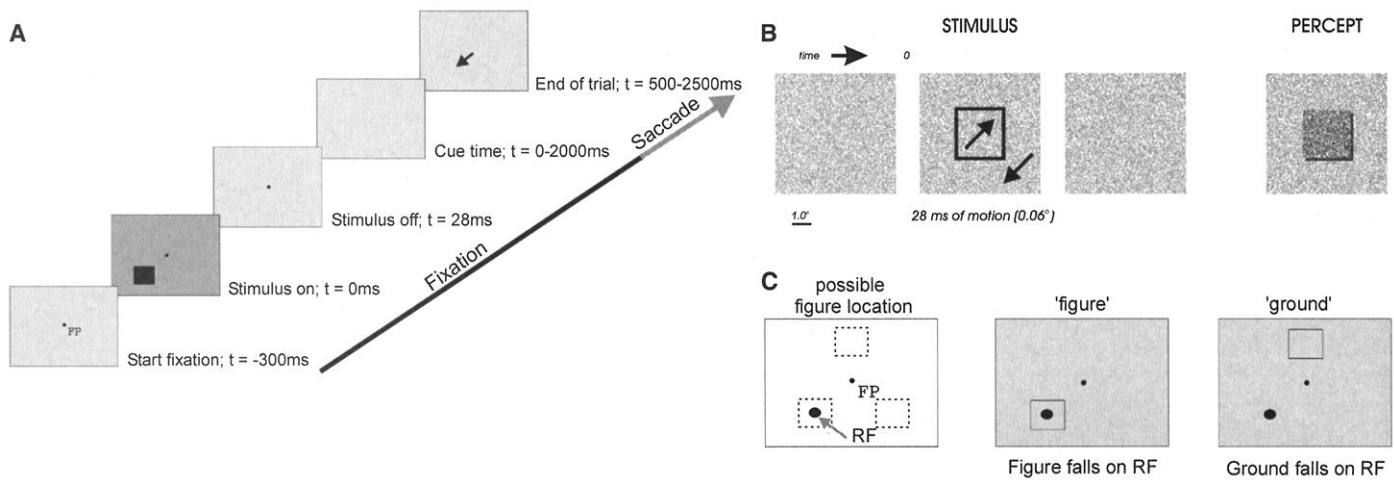 A
FP
Start fixation; t = -300ms
Stimulus on; t = 0ms
Stimulus off; t = 28ms
Cue time; t = 0-2000ms
End of trial; t = 500-2500ms
Fixation
Saccade
B
STIMULUS
PERCEPT
time
0
1.0°
28 ms of motion (0.06°)
C
possible
figure location
FP
RF
'figure'
Figure falls on RF
'ground'
Ground falls on RF